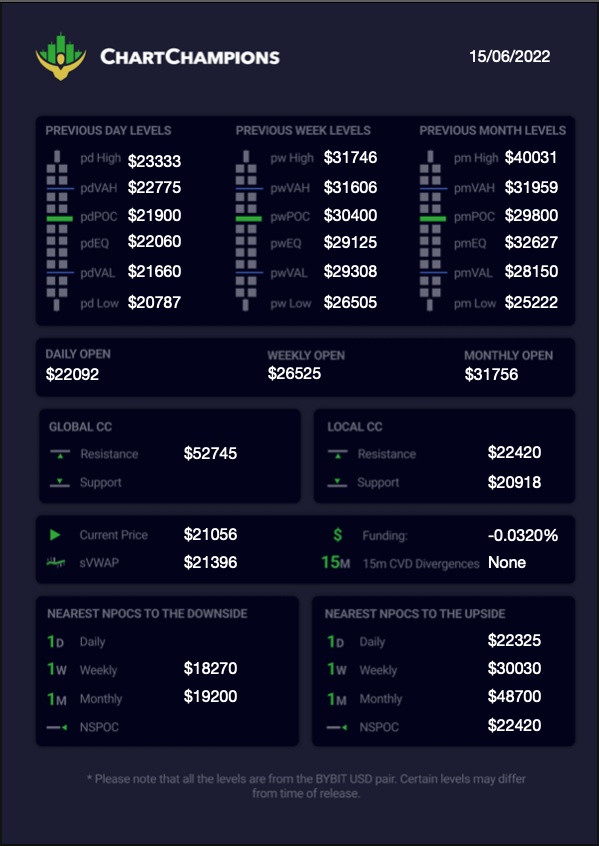 CHARTCHAMPIONS
15/06/2022
PREVIOUS DAY LEVELS
pd High $23333
pdVAH $22775
pdPOC $21900
pdEQ $22060
pdVAL $21660
pd Low $20787
PREVIOUS WEEK LEVELS
pw High $31746
pwVAH $31606
pwPOC $30400
pwEQ $29125
pwVAL $29308
pw Low $26505
PREVIOUS MONTH LEVELS
pm High $40031
pmVAH $31959
pmPOC $29800
pmEQ $32627
pmVAL $28150
pm Low $25222
DAILY OPEN
$22092
WEEKLY OPEN
$26525
MONTHLY OPEN
$31756
GLOBAL CC
Resistance $52745
Support
LOCAL CC
Resistance $22420
Support $20918
Current Price $21056
sVWAP $21396
$ Funding: -0.0320%
15M 15m CVD Divergences None
NEAREST NPOCS TO THE DOWNSIDE
1D Daily
1W Weekly $18270
1M Monthly $19200
NSPOC
NEAREST NPOCS TO THE UPSIDE
1D Daily $22325
1W Weekly $30030
1M Monthly $48700
NSPOC $22420
* Please note that all the levels are from the BYBIT USD pair. Certain levels may differ
from time of release.